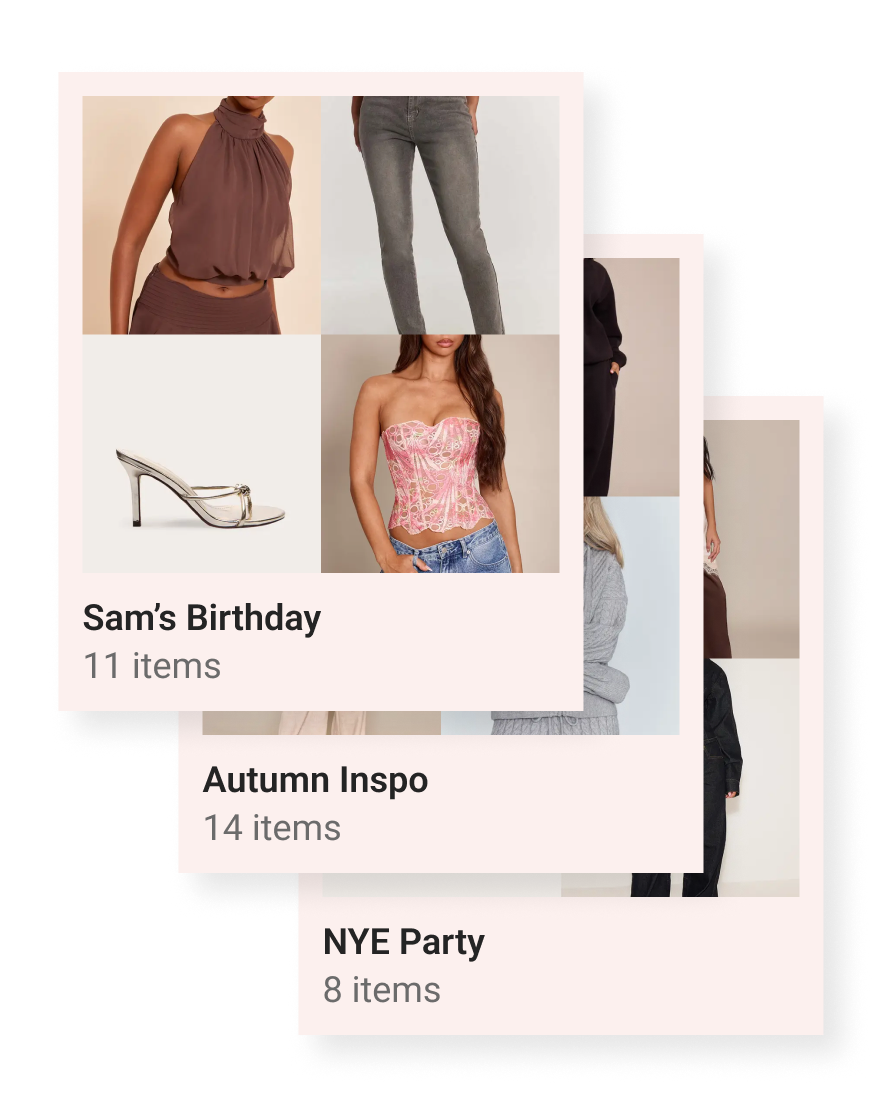 Sam’s Birthday
11 items
Autumn Inspo
14 items
NYE Party
8 items